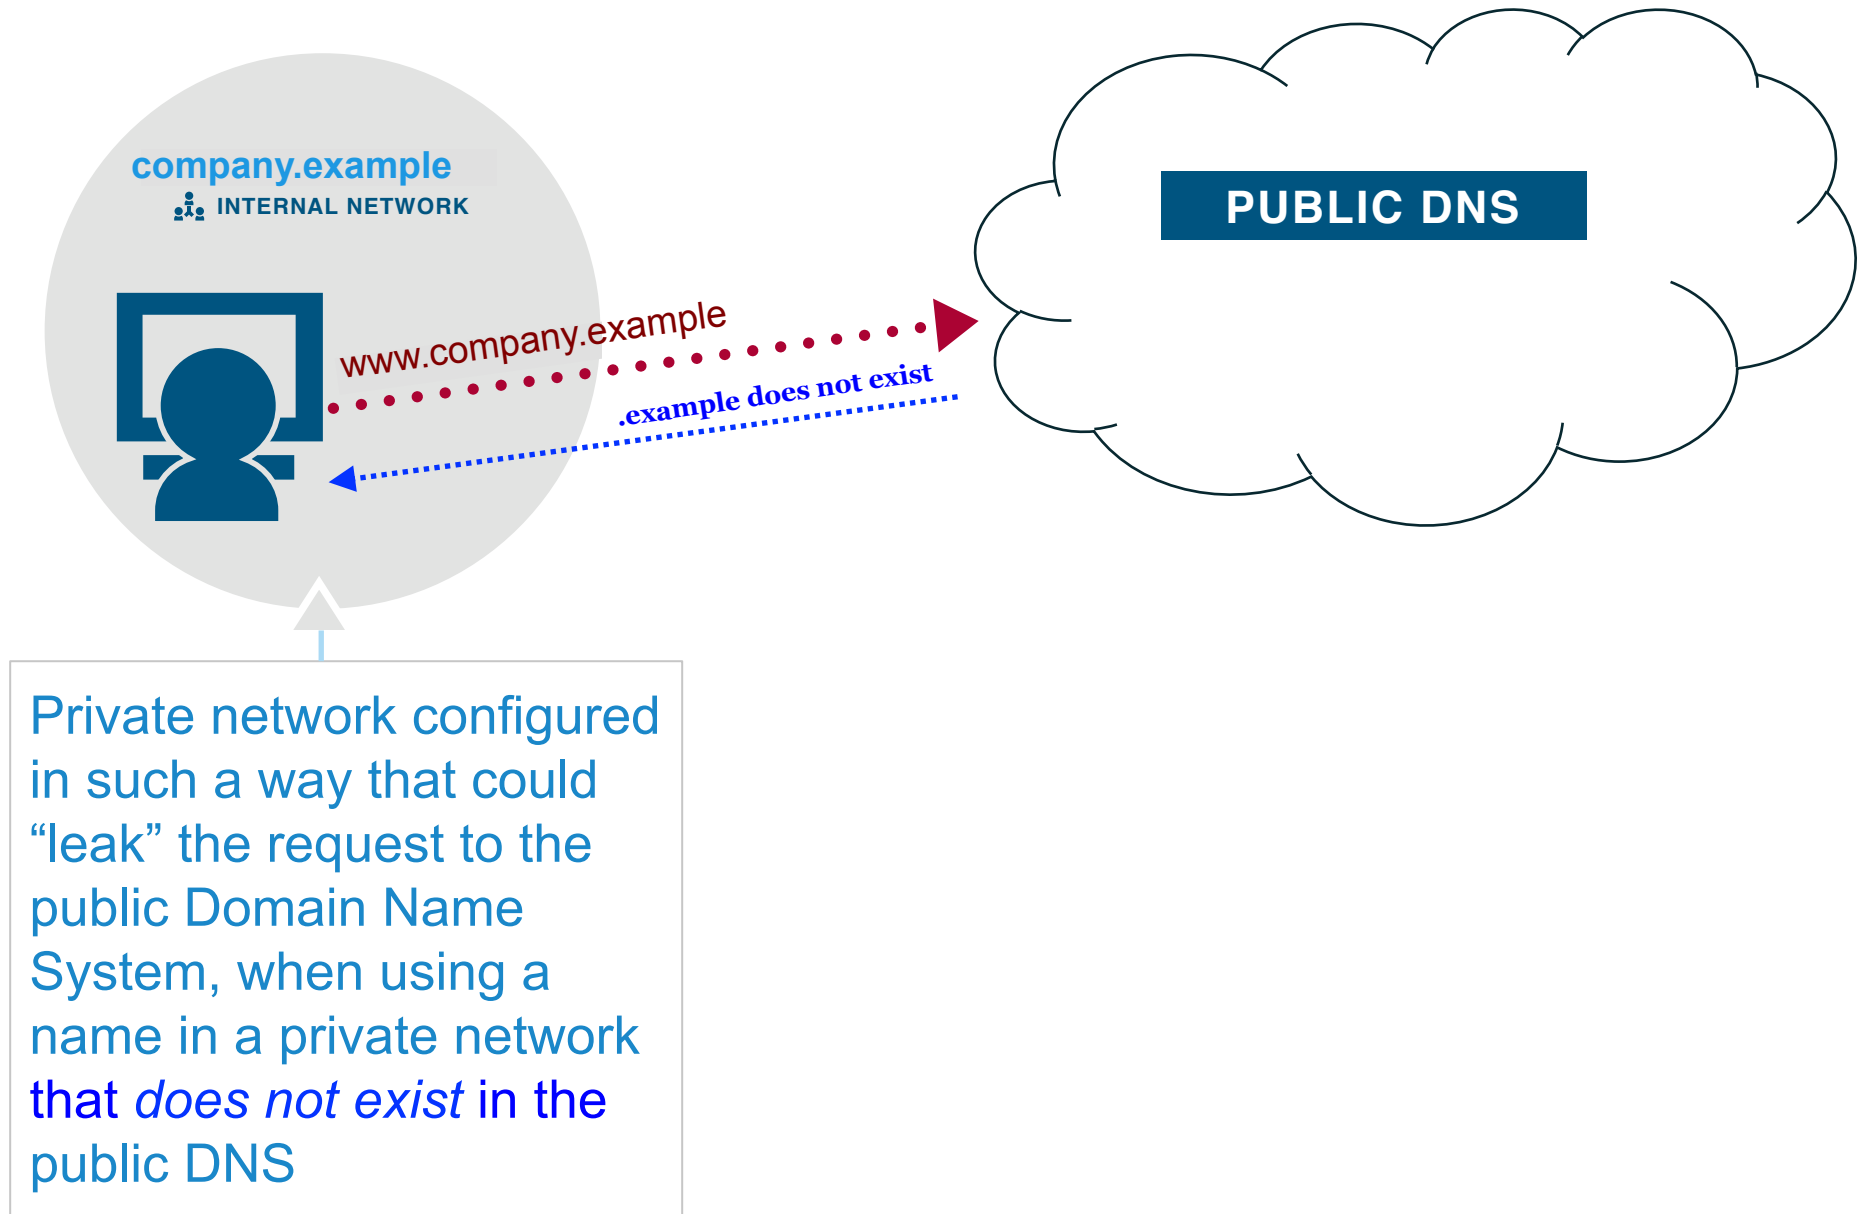 company.example
INTERNAL NETWORK
PUBLIC DNS
www.company.example
.example does not exist
Private network configured
in such a way that could
“leak” the request to the
public Domain Name
System, when using a
name in a private network
that does not exist in the
public DNS